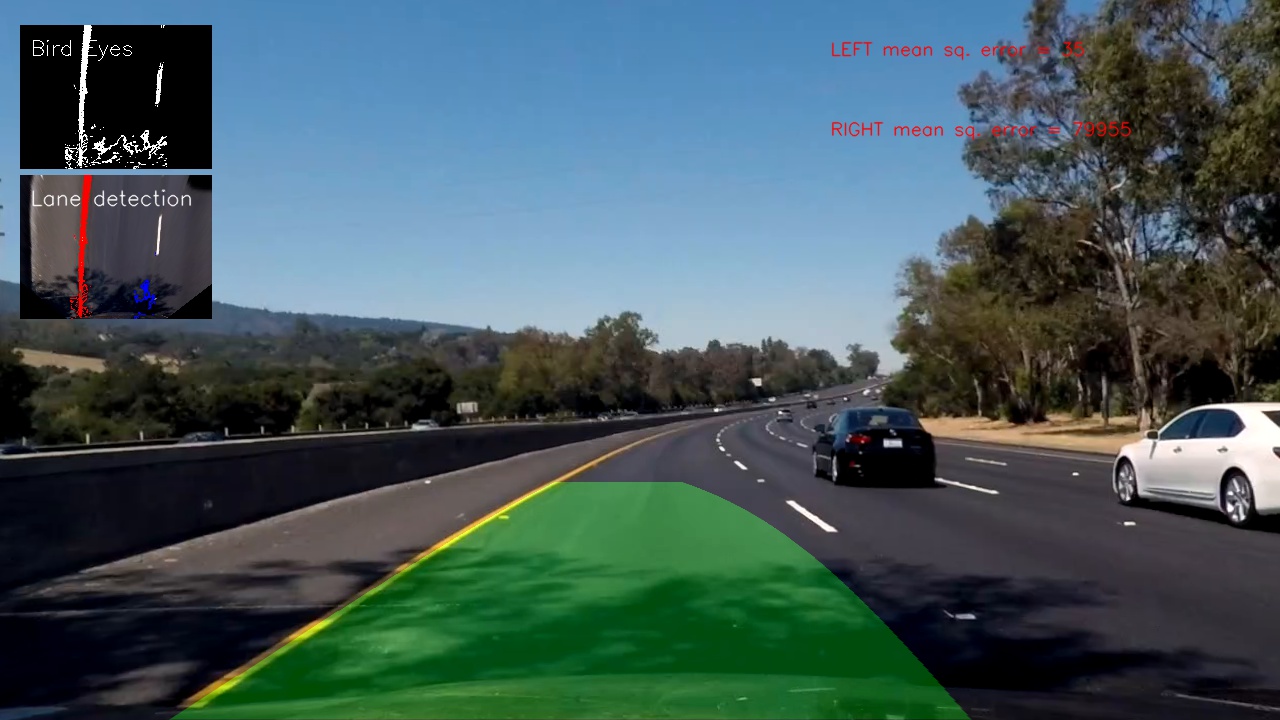 Bird Eyes
LEFT mean sq. error = 35
RIGHT mean sq. error = 79955
Lane detection